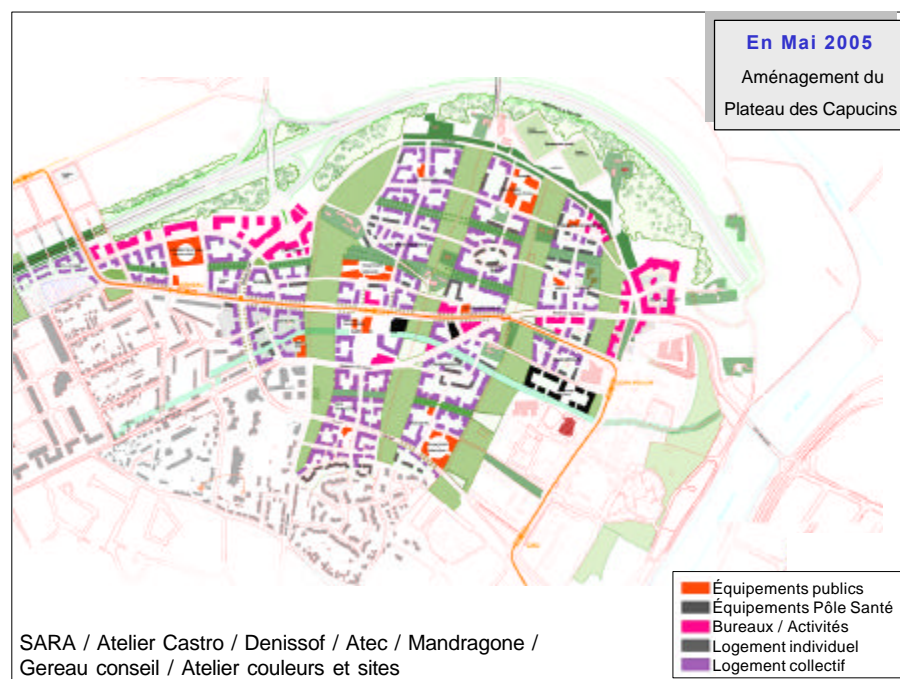 En Mai 2005
Aménagement du
Plateau des Capucins
Équipements publics
Équipements Pôle Santé
Bureaux / Activités
Logement individuel
Logement collectif
SARA / Atelier Castro / Denissof / Atec / Mandragone /
Gereau conseil / Atelier couleurs et sites